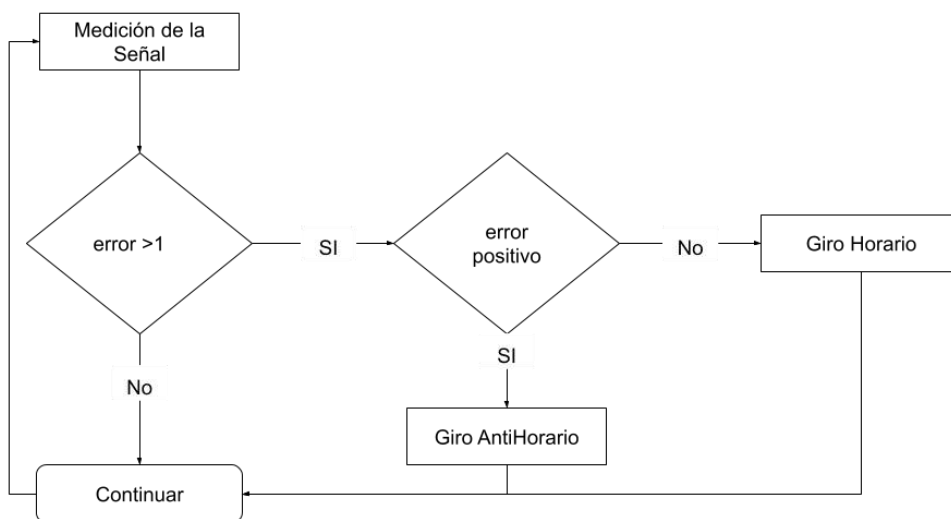 Medición de la
Señal
error >1
SI
error
positivo
No
Giro Horario
SI
No
Giro AntiHorario
Continuar